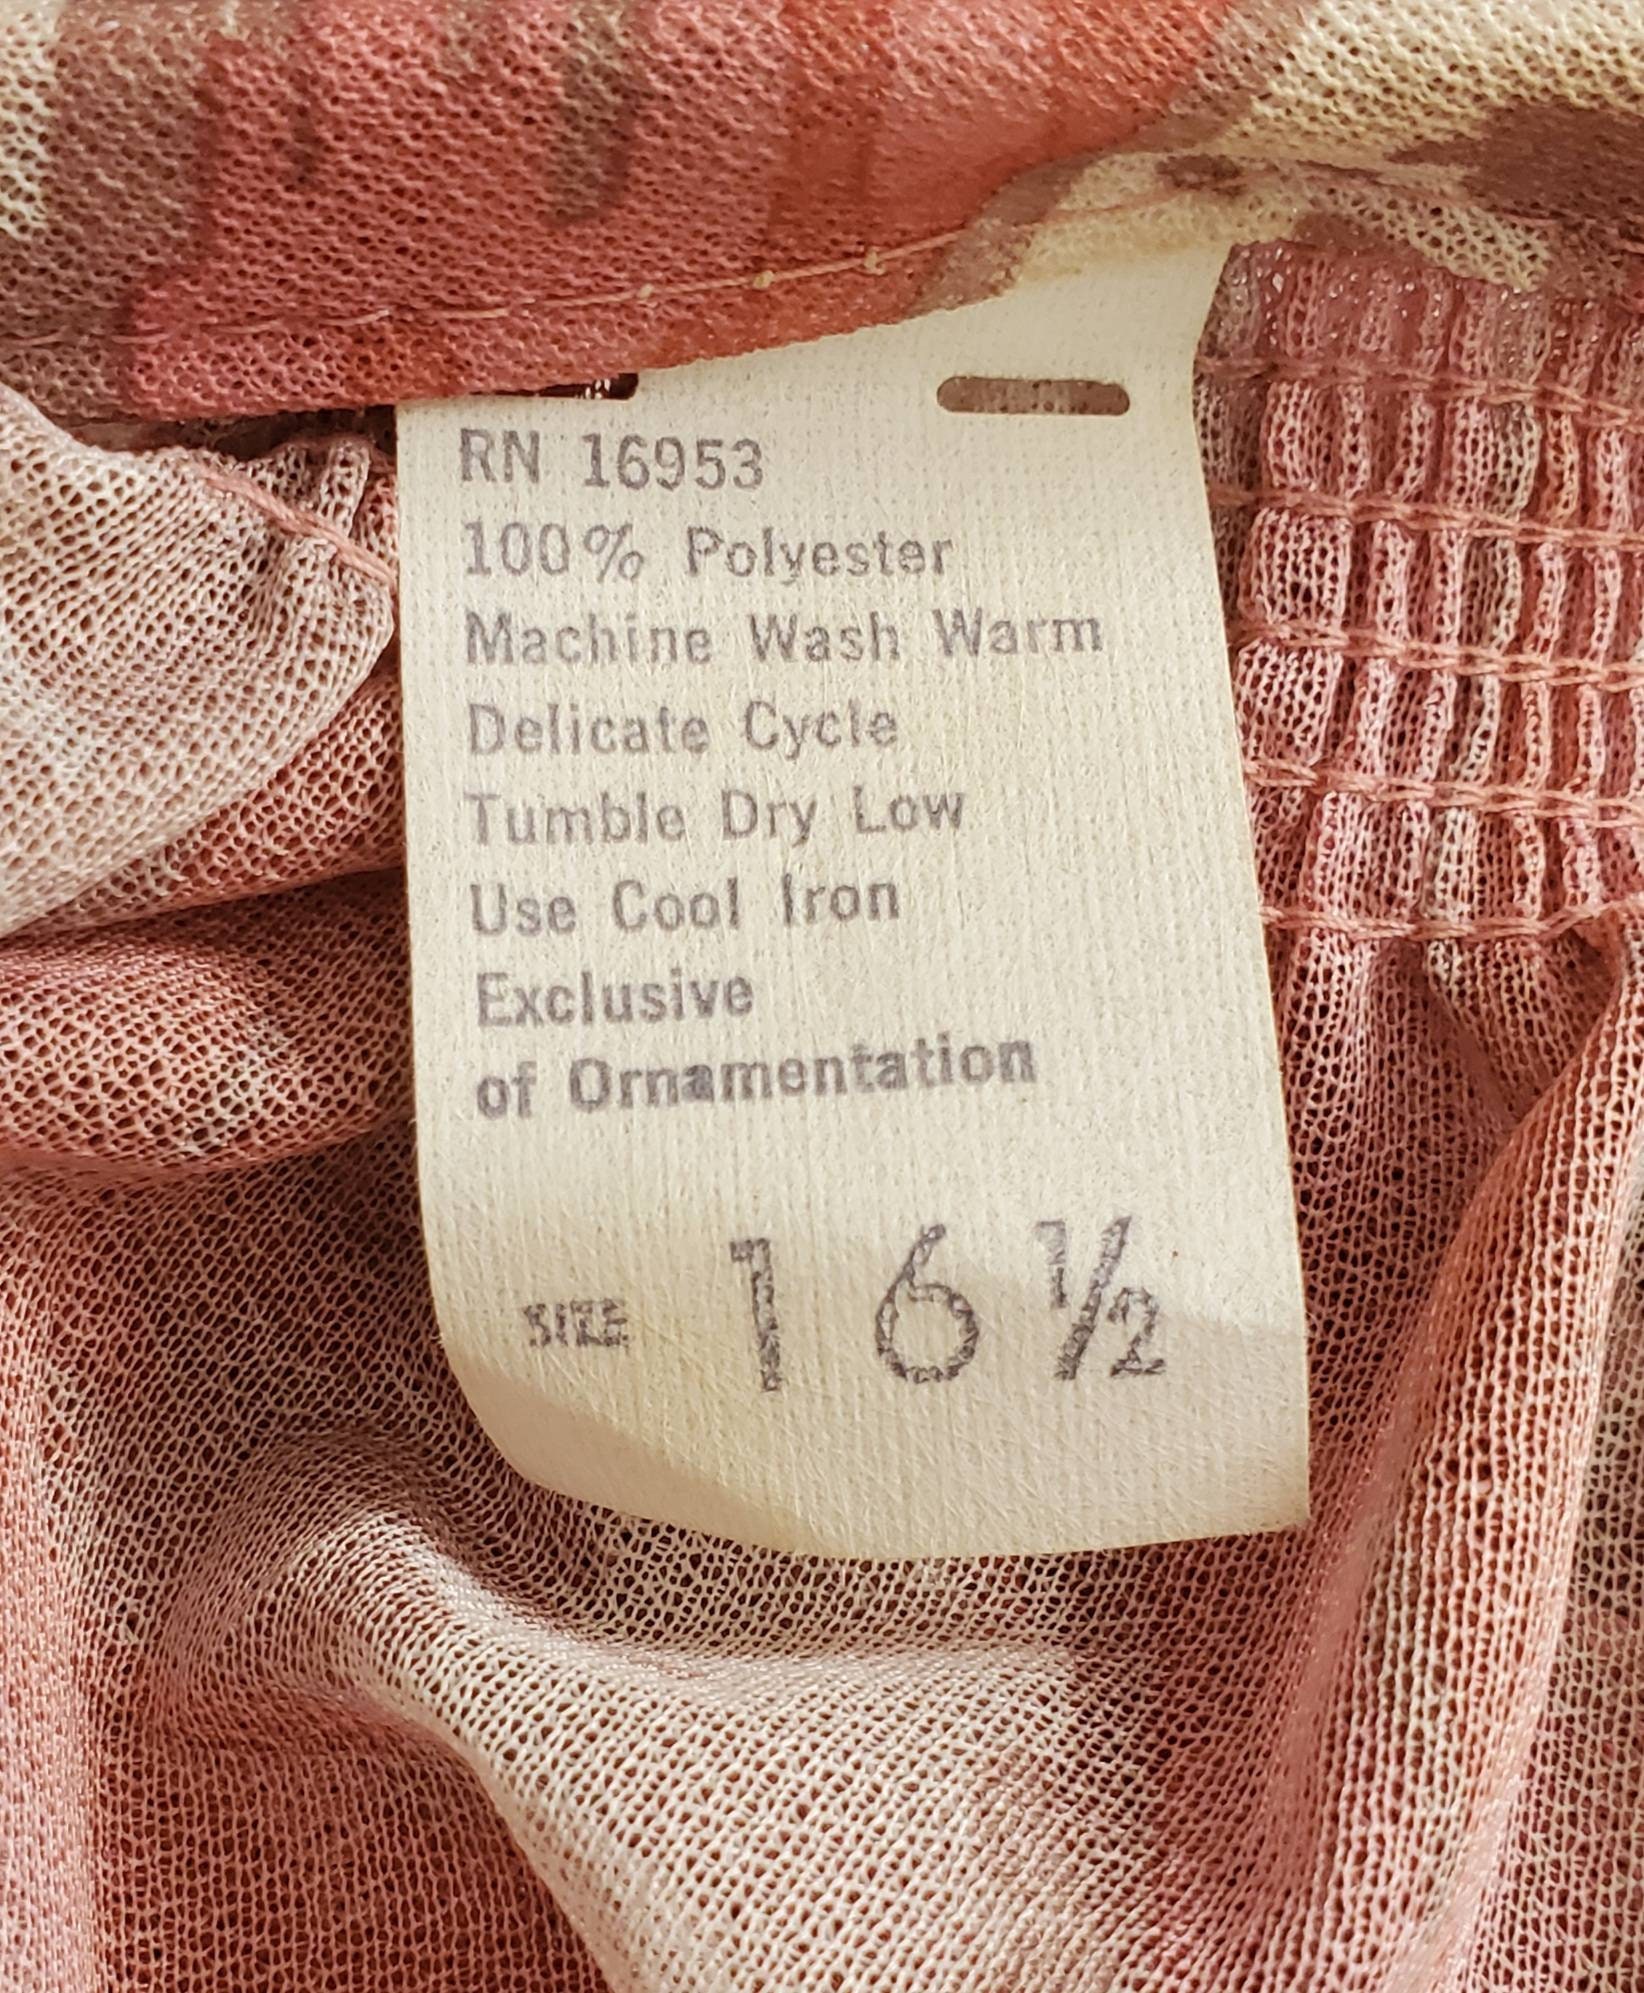 RN 16953
100% Polyester
Machine Wash Warm
Delicate Cycle
Tumble Dry Low
Use Cool Iron
Exclusive
of Ornamentation
SIZE 16½